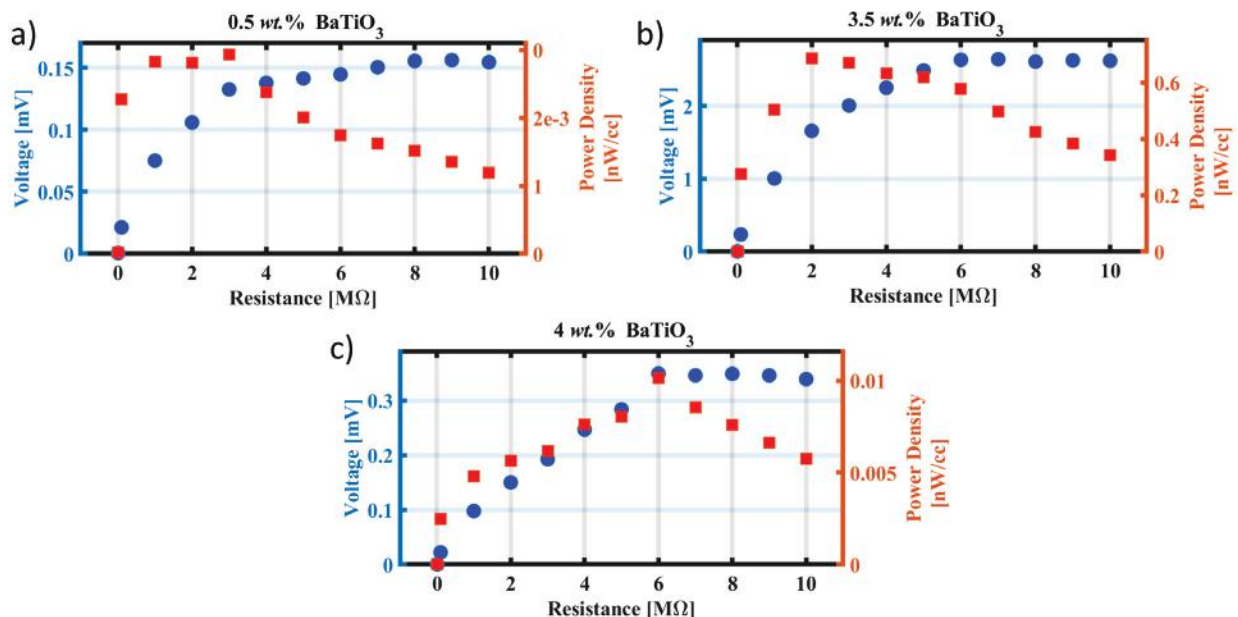 a)
0.5 wt.% BaTiO3
0.15
0.1
0.05
0
Voltage [mV]
0
2e-3
1
0
Power Density
[nW/cc]
0 2 4 6 8 10
Resistance [MΩ]
b)
3.5 wt.% BaTiO3
2
1
0
Voltage [mV]
0.6
0.4
0.2
0
Power Density
[nW/cc]
0 2 4 6 8 10
Resistance [MΩ]
c)
4 wt.% BaTiO3
0.3
0.2
0.1
0
Voltage [mV]
0.01
0.005
0
Power Density
[nW/cc]
0 2 4 6 8 10
Resistance [MΩ]